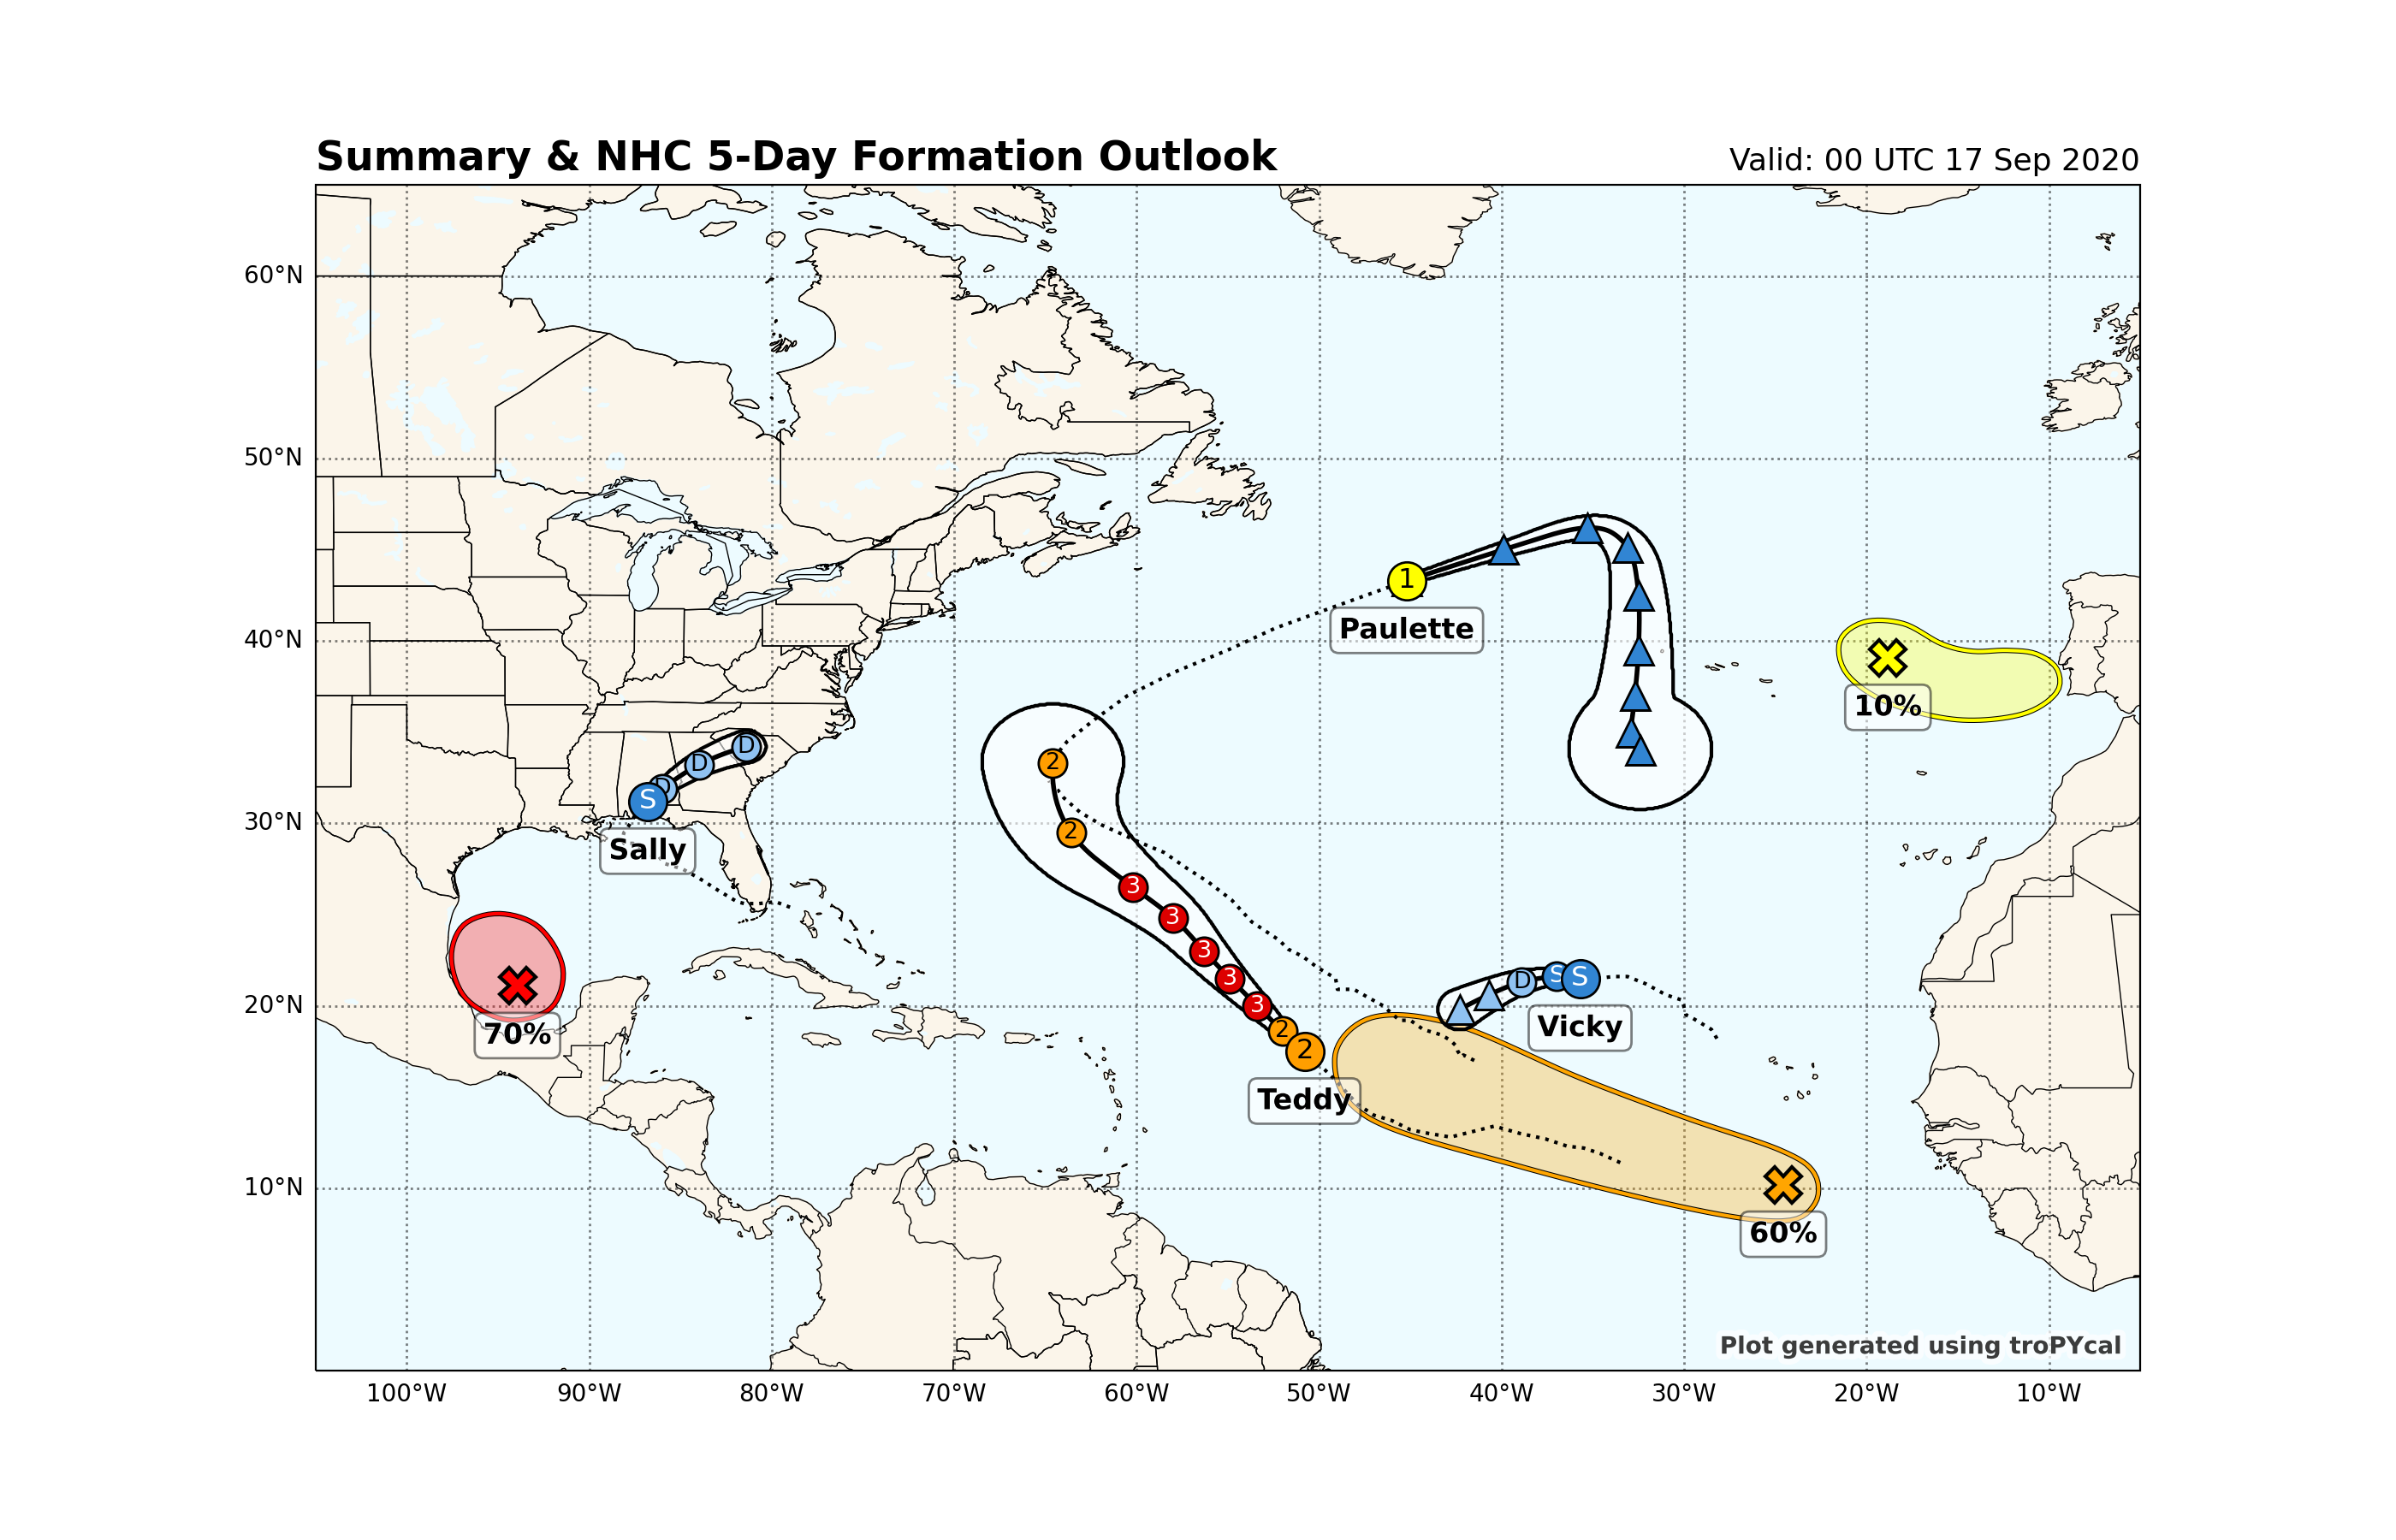 Summary & NHC 5-Day Formation Outlook
Valid: 00 UTC 17 Sep 2020
60°N
50°N
1
Paulette
40°N
10%
2
D
D
D
S
Sally
30°N
2
3
3
3
3
3
2
2
Teddy
D
S
S
Vicky
20°N
70%
10°N
60%
Plot generated using troPYcal
100°W
90°W
80°W
70°W
60°W
50°W
40°W
30°W
20°W
10°W